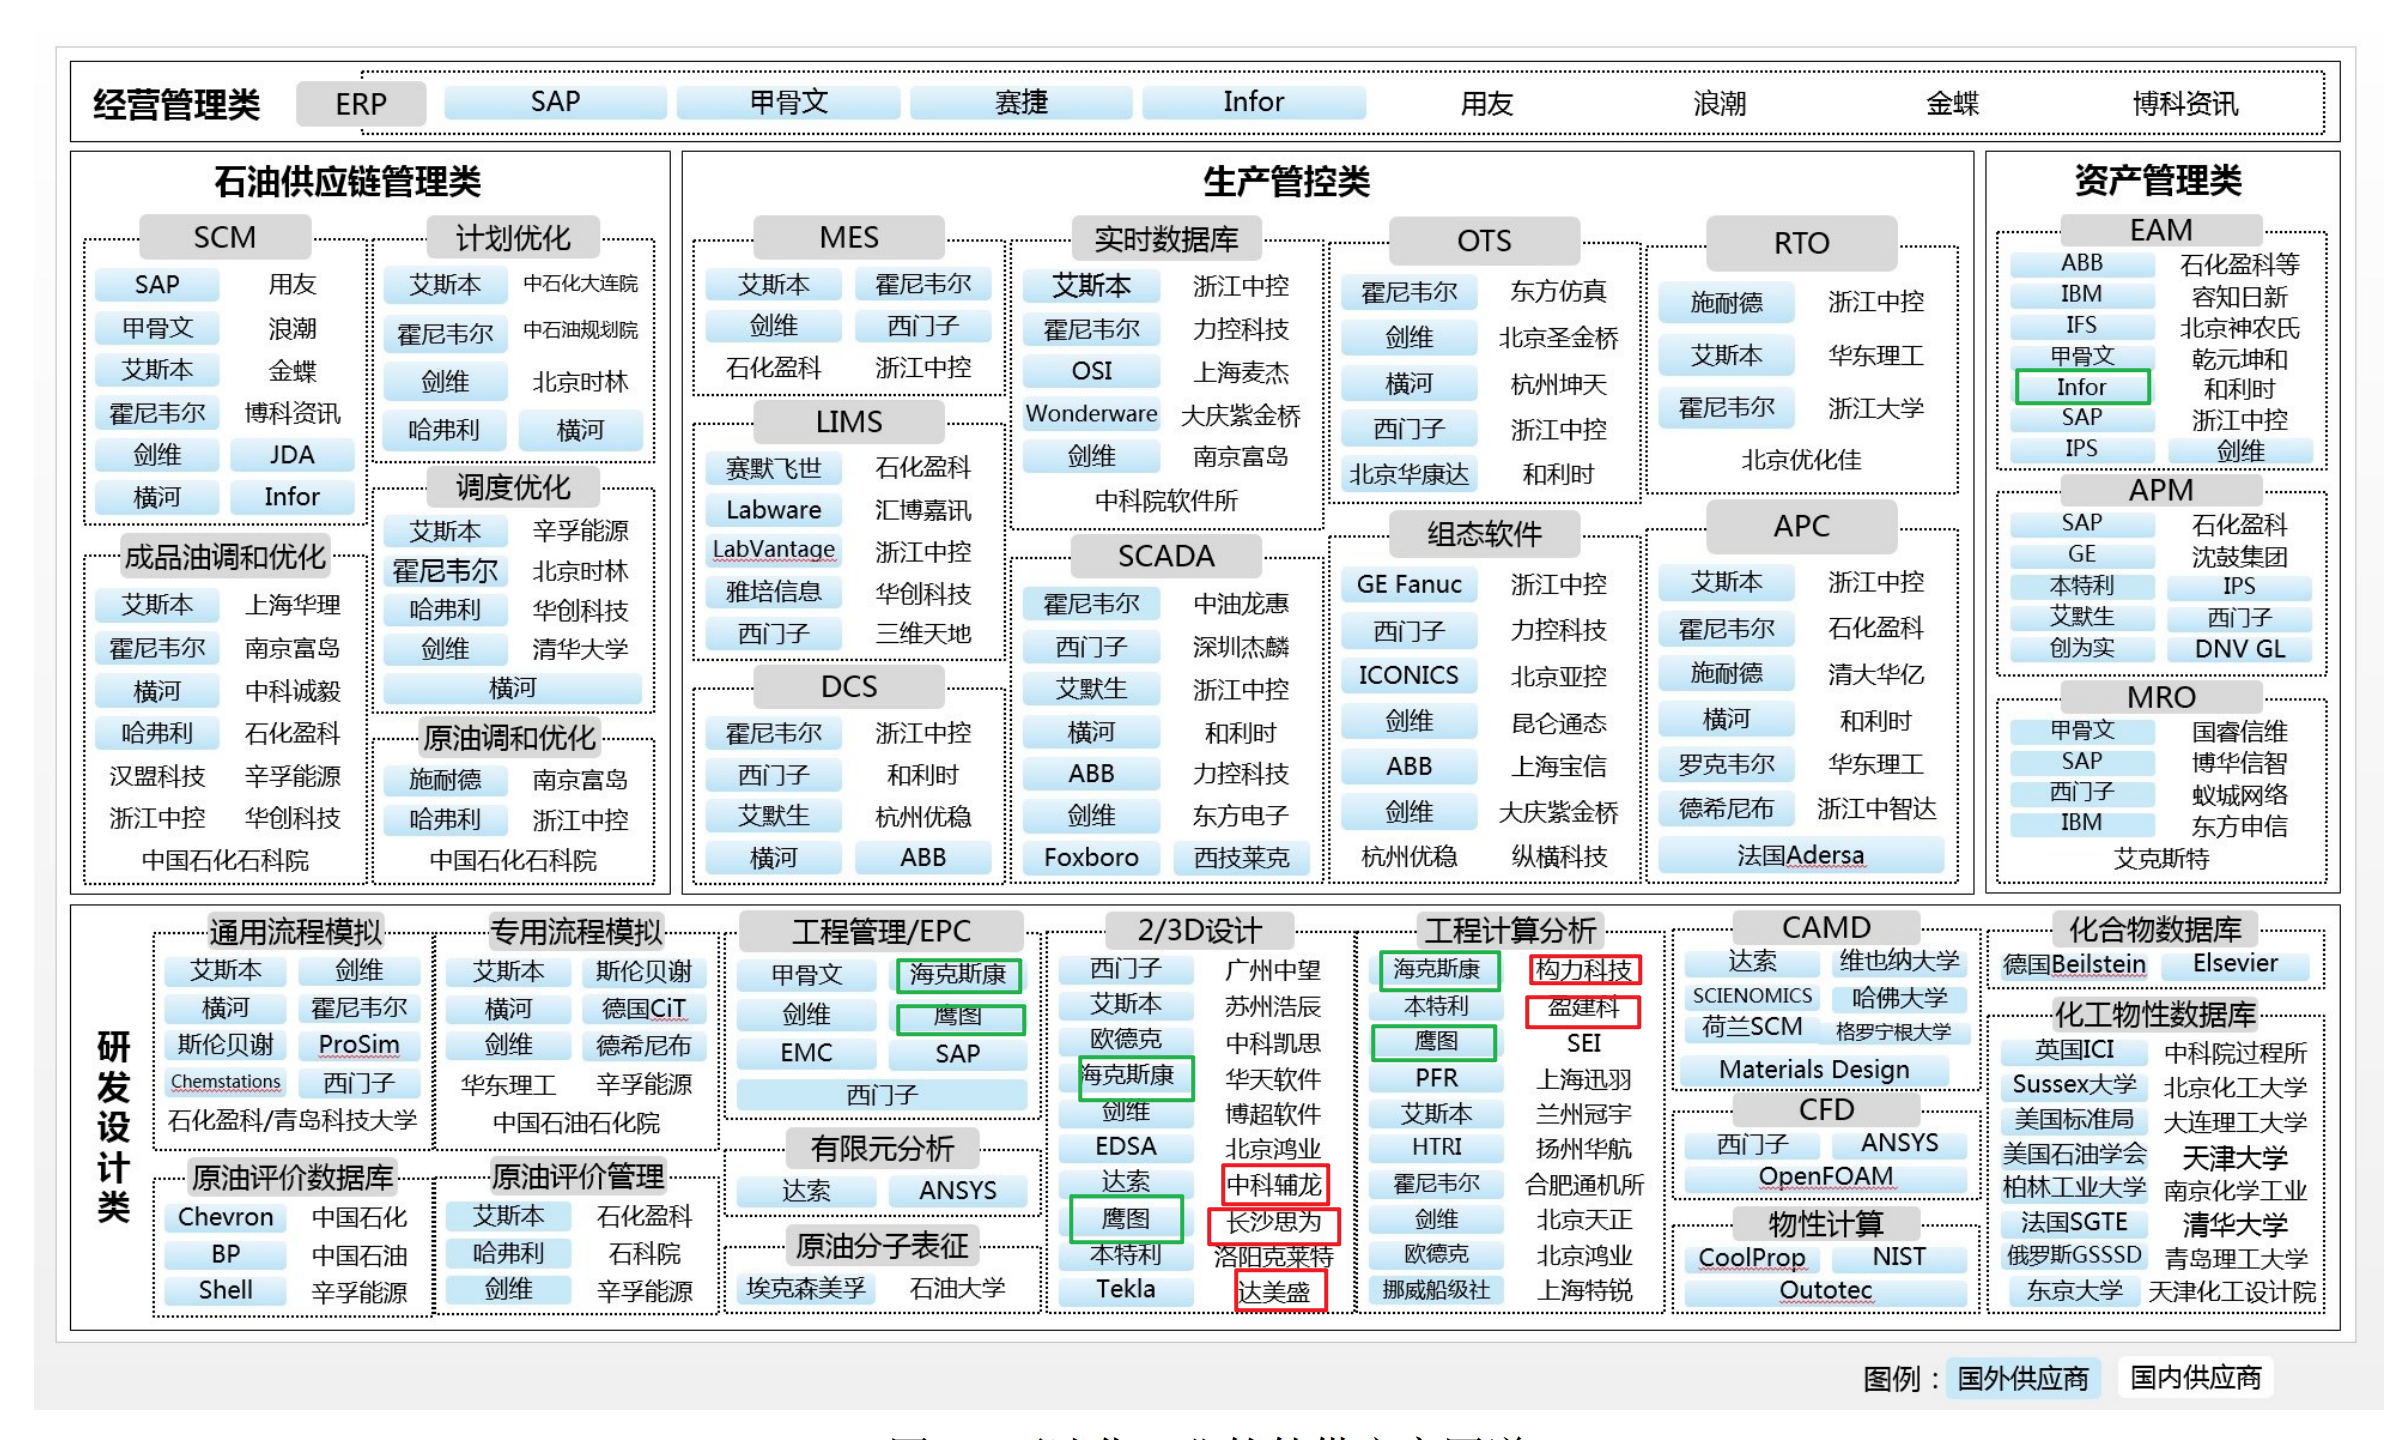 经营管理类 ERP SAP 甲骨文 赛捷 Infor 用友 浪潮 金蝶 博科资讯
石油供应链管理类
SCM
SAP 用友
甲骨文 浪潮
艾斯本 金蝶
霍尼韦尔 博科资讯
剑维 JDA
横河 Infor
成品油调和优化
艾斯本 上海华理
霍尼韦尔 南京富岛
横河 中科诚毅
哈弗利 石化盈科
汉盟科技 辛孚能源
浙江中控 华创科技
中国石化石科院
计划优化
艾斯本 中石化大连院
霍尼韦尔 中石油规划院
剑维 北京时林
哈弗利 横河
调度优化
艾斯本 辛孚能源
霍尼韦尔 北京时林
哈弗利 华创科技
剑维 清华大学
横河
原油调和优化
施耐德 南京富岛
哈弗利 浙江中控
中国石化石科院
生产管控类
MES
艾斯本 霍尼韦尔
剑维 西门子
石化盈科 浙江中控
LIMS
赛默飞世 石化盈科
Labware 汇博嘉讯
LabVantage 浙江中控
雅培信息 华创科技
西门子 三维天地
DCS
霍尼韦尔 浙江中控
西门子 和利时
艾默生 杭州优稳
横河 ABB
实时数据库
艾斯本 浙江中控
霍尼韦尔 力控科技
OSI 上海麦杰
Wonderware 大庆紫金桥
剑维 南京富岛
中科院软件所
SCADA
霍尼韦尔 中油龙惠
西门子 深圳杰麟
艾默生 浙江中控
横河 和利时
ABB 力控科技
剑维 东方电子
Foxboro 西技莱克
OTS
霍尼韦尔 东方仿真
剑维 北京圣金桥
横河 杭州坤天
西门子 浙江中控
北京华康达 和利时
组态软件
GE Fanuc 浙江中控
西门子 力控科技
ICONICS 北京亚控
剑维 昆仑通态
ABB 上海宝信
剑维 大庆紫金桥
杭州优稳 纵横科技
RTO
施耐德 浙江中控
艾斯本 华东理工
霍尼韦尔 浙江大学
北京优化佳
APC
艾斯本 浙江中控
霍尼韦尔 石化盈科
施耐德 清大华亿
横河 和利时
罗克韦尔 华东理工
德希尼布 浙江中智达
法国Adersa
资产管理类
EAM
ABB 石化盈科等
IBM 容知日新
IFS 北京神农氏
甲骨文 乾元坤和
Infor 和利时
SAP 浙江中控
IPS 剑维
APM
SAP 石化盈科
GE 沈鼓集团
本特利 IPS
艾默生 西门子
创为实 DNV GL
MRO
甲骨文 国睿信维
SAP 博华信智
西门子 蚁城网络
IBM 东方申信
艾克斯特
研发设计类
通用流程模拟
艾斯本 剑维
横河 霍尼韦尔
斯伦贝谢 ProSim
Chemstations 西门子
石化盈科/青岛科技大学
原油评价数据库
Chevron 中国石化
BP 中国石油
Shell 辛孚能源
专用流程模拟
艾斯本 斯伦贝谢
横河 德国CiT
剑维 德希尼布
华东理工 辛孚能源
中国石油石化院
原油评价管理
艾斯本 石化盈科
哈弗利 石科院
剑维 辛孚能源
工程管理/EPC
甲骨文 海克斯康
剑维 鹰图
EMC SAP
西门子
有限元分析
达索 ANSYS
原油分子表征
埃克森美孚 石油大学
2/3D设计
西门子 广州中望
艾斯本 苏州浩辰
欧德克 中科凯思
海克斯康 华天软件
剑维 博超软件
EDSA 北京鸿业
达索 中科辅龙
鹰图 长沙思为
本特利 洛阳克莱特
Tekla 达美盛
工程计算分析
海克斯康 构力科技
本特利 盈建科
鹰图 SEI
PFR 上海迅羽
艾斯本 兰州冠宇
HTRI 扬州华航
霍尼韦尔 合肥通机所
剑维 北京天正
欧德克 北京鸿业
挪威船级社 上海特锐
CAMD
达索 维也纳大学
SCIENOMICS 哈佛大学
荷兰SCM 格罗宁根大学
Materials Design
CFD
西门子 ANSYS
OpenFOAM
物性计算
CoolProp NIST
Outotec
化合物数据库
德国Beilstein Elsevier
化工物性数据库
英国ICI 中科院过程所
Sussex大学 北京化工大学
美国标准局 大连理工大学
美国石油学会 天津大学
柏林工业大学 南京化学工业
法国SGTE 清华大学
俄罗斯GSSSD 青岛理工大学
东京大学 天津化工设计院
图例：国外供应商 国内供应商